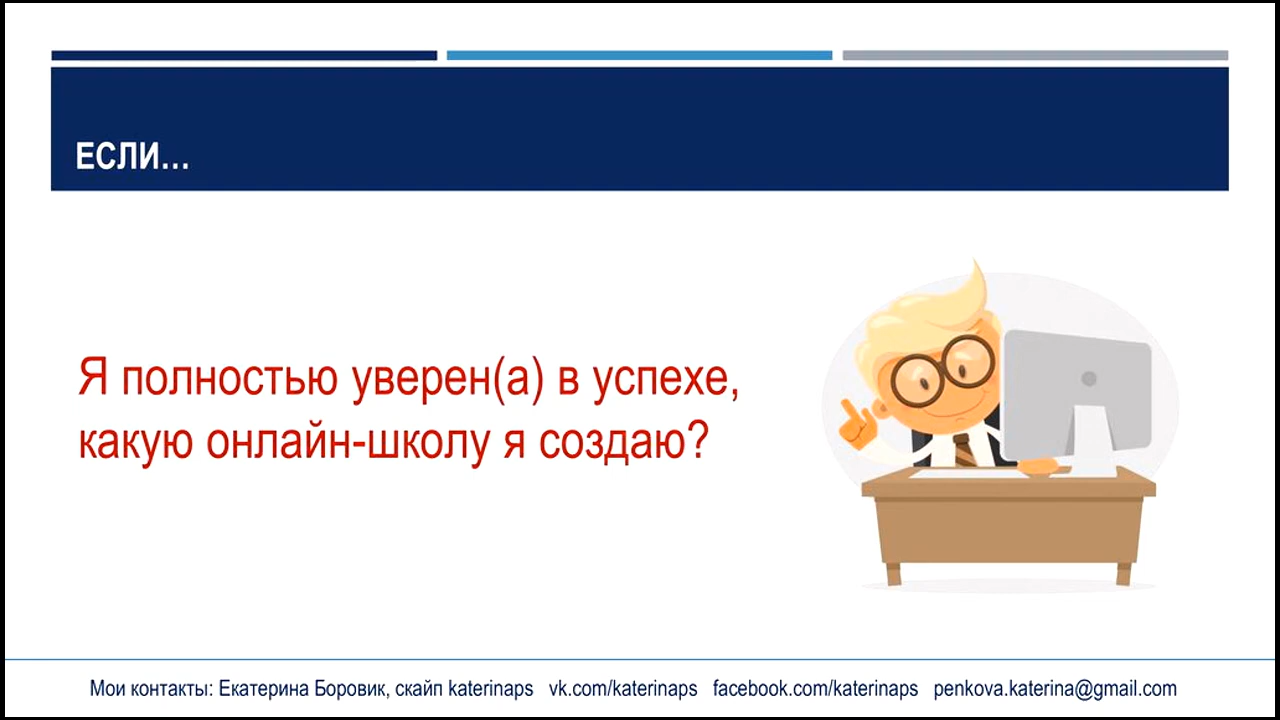 ЕСЛИ...
Я полностью уверен(а) в успехе,
какую онлайн-школу я создаю?
Мои контакты: Екатерина Боровик, скайп katerinaps vk.com/katerinaps facebook.com/katerinaps penkova.katerina@gmail.com